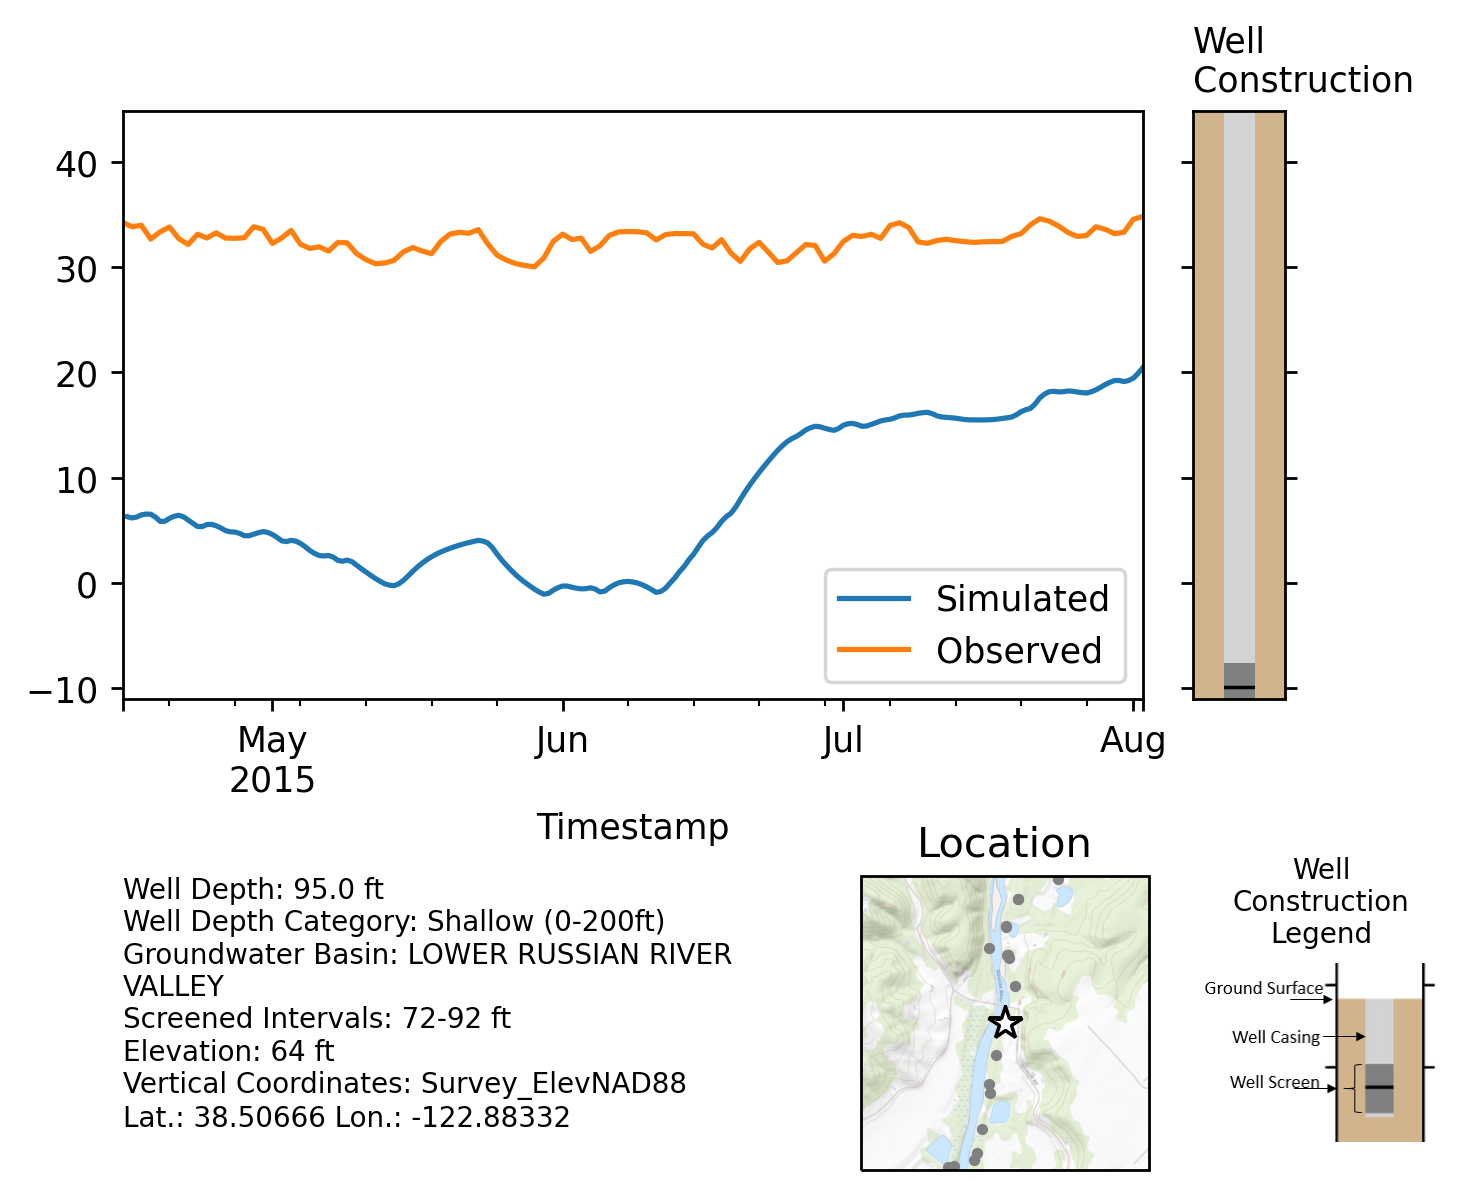 Well
Construction
40
30
20
10
0
−10
Simulated
Observed
May
2015
Jun
Jul
Aug
Timestamp
Well Depth: 95.0 ft
Well Depth Category: Shallow (0-200ft)
Groundwater Basin: LOWER RUSSIAN RIVER
VALLEY
Screened Intervals: 72-92 ft
Elevation: 64 ft
Vertical Coordinates: Survey_ElevNAD88
Lat.: 38.50666 Lon.: -122.88332
Location
Well
Construction
Legend
Ground Surface
Well Casing
Well Screen